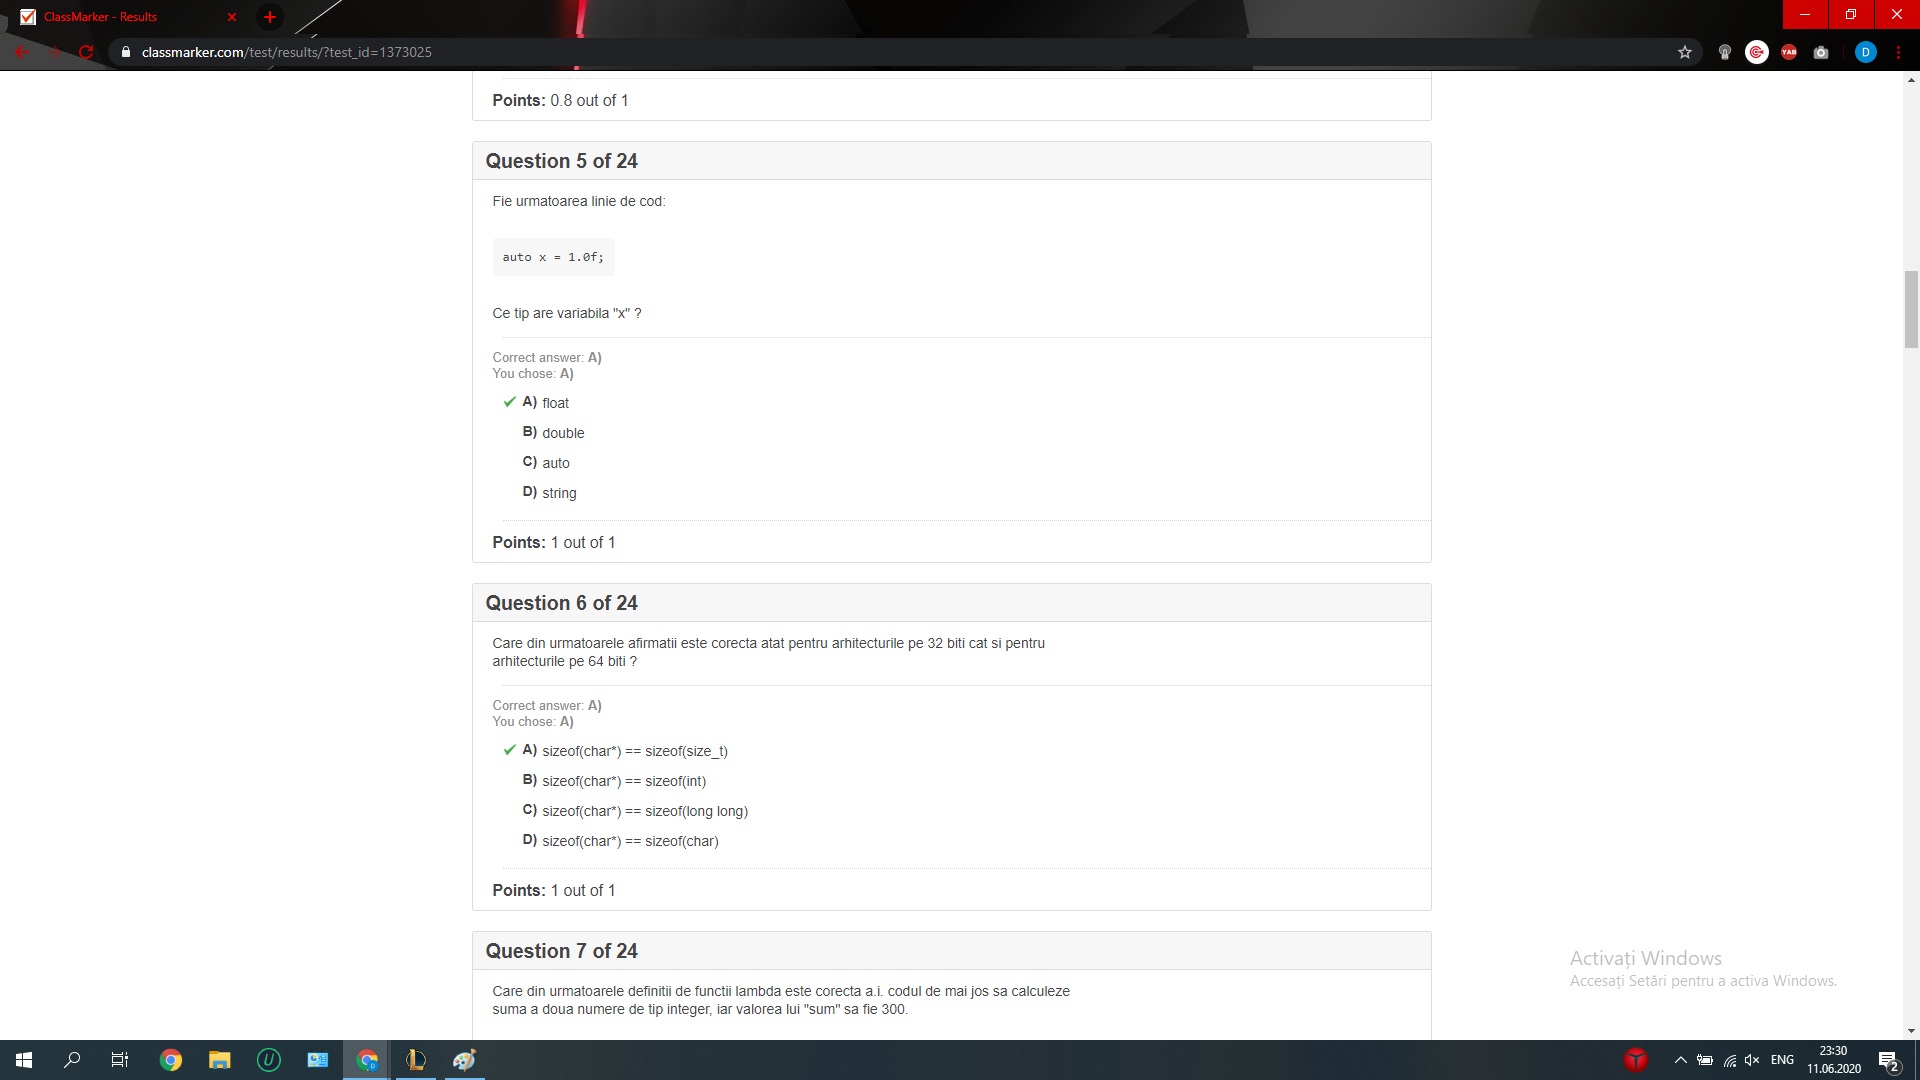 ClassMarker - Results
classmarker.com/test/results/?test_id=1373025
YAB
D
Points: 0.8 out of 1
Question 5 of 24
Fie urmatoarea linie de cod:
auto x = 1.0f;
Ce tip are variabila "x" ?
Correct answer: A)
You chose: A)
A) float
B) double
C) auto
D) string
Points: 1 out of 1
Question 6 of 24
Care din urmatoarele afirmatii este corecta atat pentru arhitecturile pe 32 biti cat si pentru
arhitecturile pe 64 biti ?
Correct answer: A)
You chose: A)
A) sizeof(char*) == sizeof(size_t)
B) sizeof(char*) == sizeof(int)
C) sizeof(char*) == sizeof(long long)
D) sizeof(char*) == sizeof(char)
Points: 1 out of 1
Question 7 of 24
Care din urmatoarele definitii de functii lambda este corecta a.i. codul de mai jos sa calculeze
suma a doua numere de tip integer, iar valorea lui "sum" sa fie 300.
Activați Windows
Accesați Setări pentru a activa Windows.
ENG
23:30
11.06.2020
2